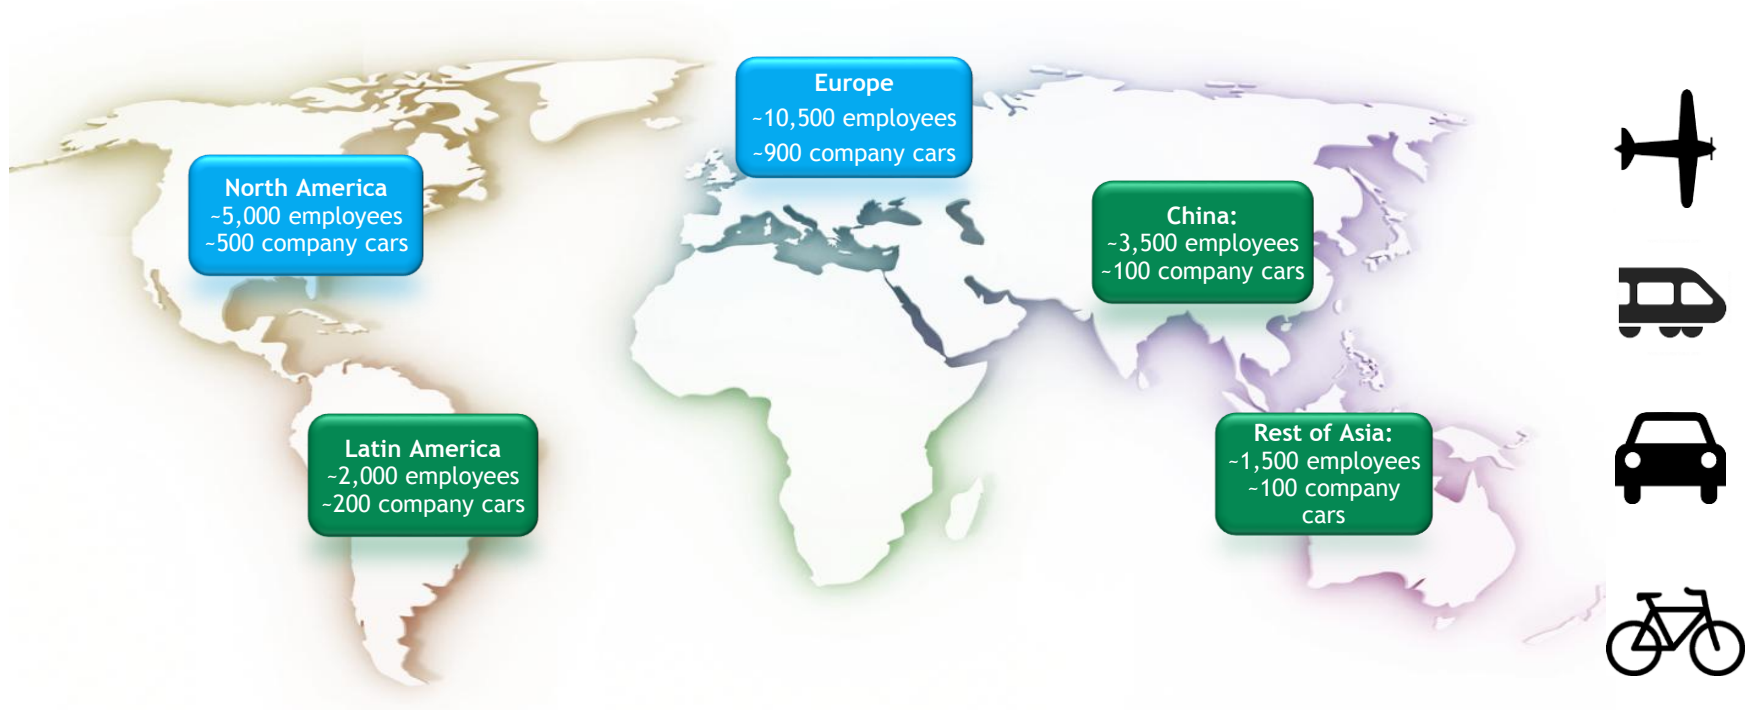 Europe
~10,500 employees
~900 company cars
North America
~5,000 employees
~500 company cars
China:
~3,500 employees
~100 company cars
Latin America
~2,000 employees
~200 company cars
Rest of Asia:
~1,500 employees
~100 company
cars